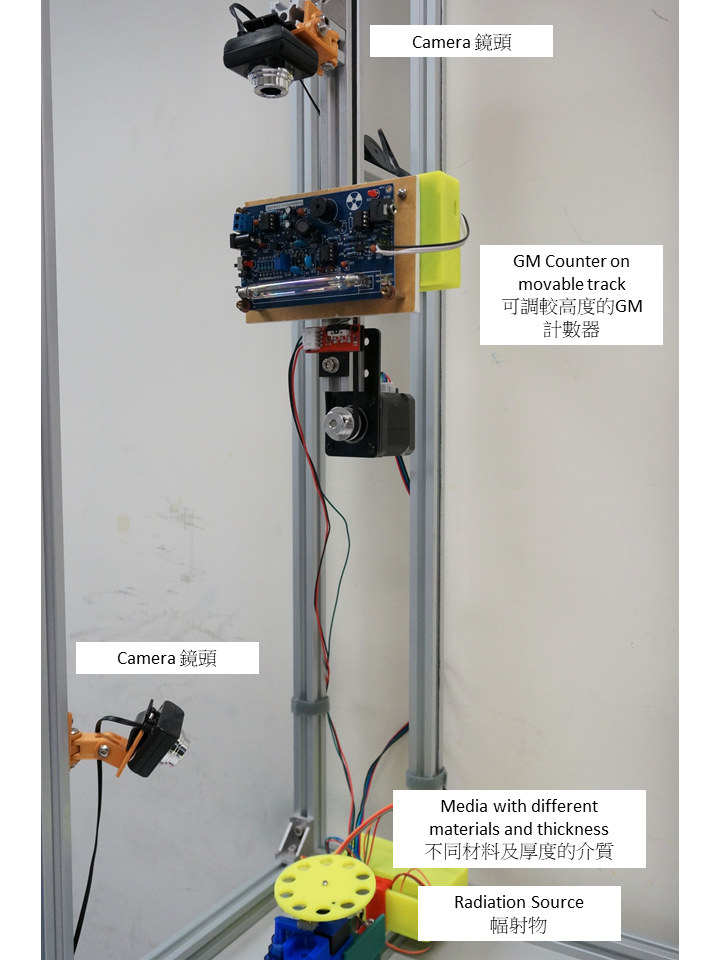 Camera 鏡頭
GM Counter on
movable track
可調較高度的GM
計數器
Camera 鏡頭
Media with different
materials and thickness
不同材料及厚度的介質
Radiation Source
輻射物